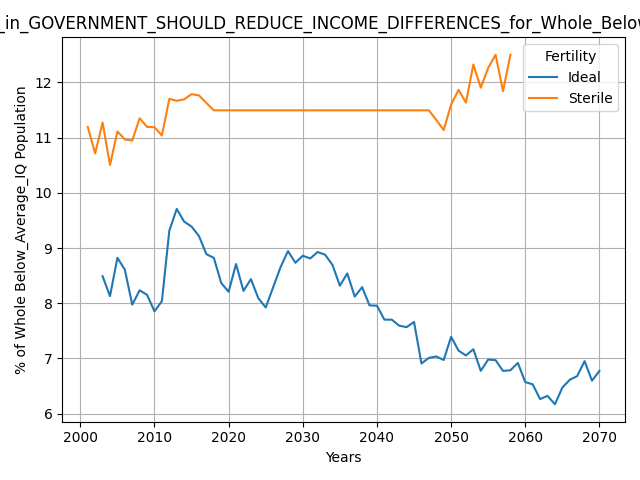 _in_GOVERNMENT_SHOULD_REDUCE_INCOME_DIFFERENCES_for_Whole_Below
Fertility
Ideal
Sterile
12
11
10
9
8
7
6
% of Whole Below_Average_IQ Population
2000 2010 2020 2030 2040 2050 2060 2070
Years